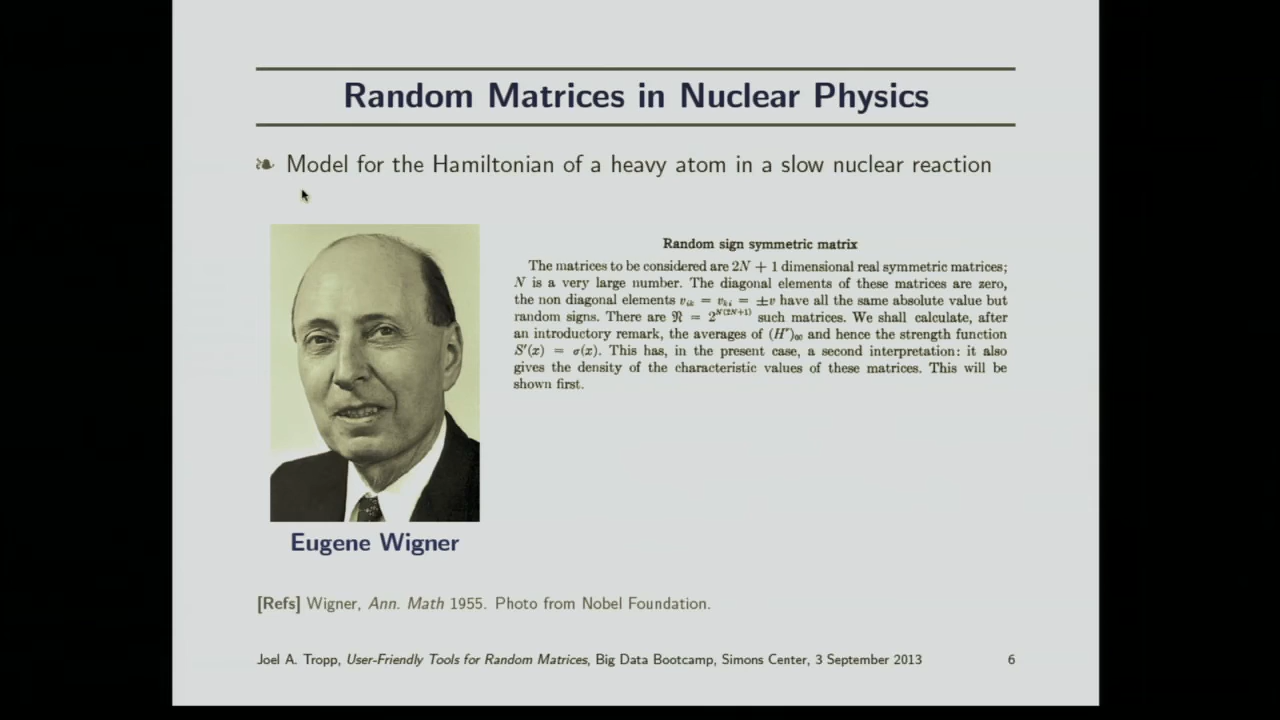 Random Matrices in Nuclear Physics
❧ Model for the Hamiltonian of a heavy atom in a slow nuclear reaction
Random sign symmetric matrix
The matrices to be considered are 2N + 1 dimensional real symmetric matrices;
N is a very large number. The diagonal elements of these matrices are zero,
the non diagonal elements v_{ik} = v_{ki} = ±v have all the same absolute value but
random signs. There are 𝔑 = 2^{N(2N+1)} such matrices. We shall calculate, after
an introductory remark, the averages of (H^r)_{00} and hence the strength function
S'(x) = σ(x). This has, in the present case, a second interpretation: it also
gives the density of the characteristic values of these matrices. This will be
shown first.
Eugene Wigner
[Refs] Wigner, Ann. Math 1955. Photo from Nobel Foundation.
Joel A. Tropp, User-Friendly Tools for Random Matrices, Big Data Bootcamp, Simons Center, 3 September 2013 6